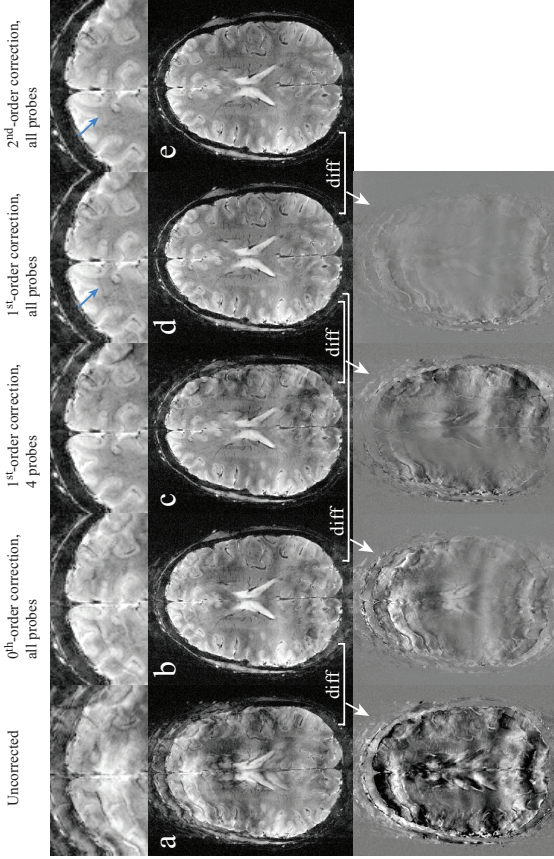 Uncorrected
0th-order correction,
all probes
1st-order correction,
4 probes
1st-order correction,
all probes
2nd-order correction,
all probes
a
b
c
d
e
diff
diff
diff
diff